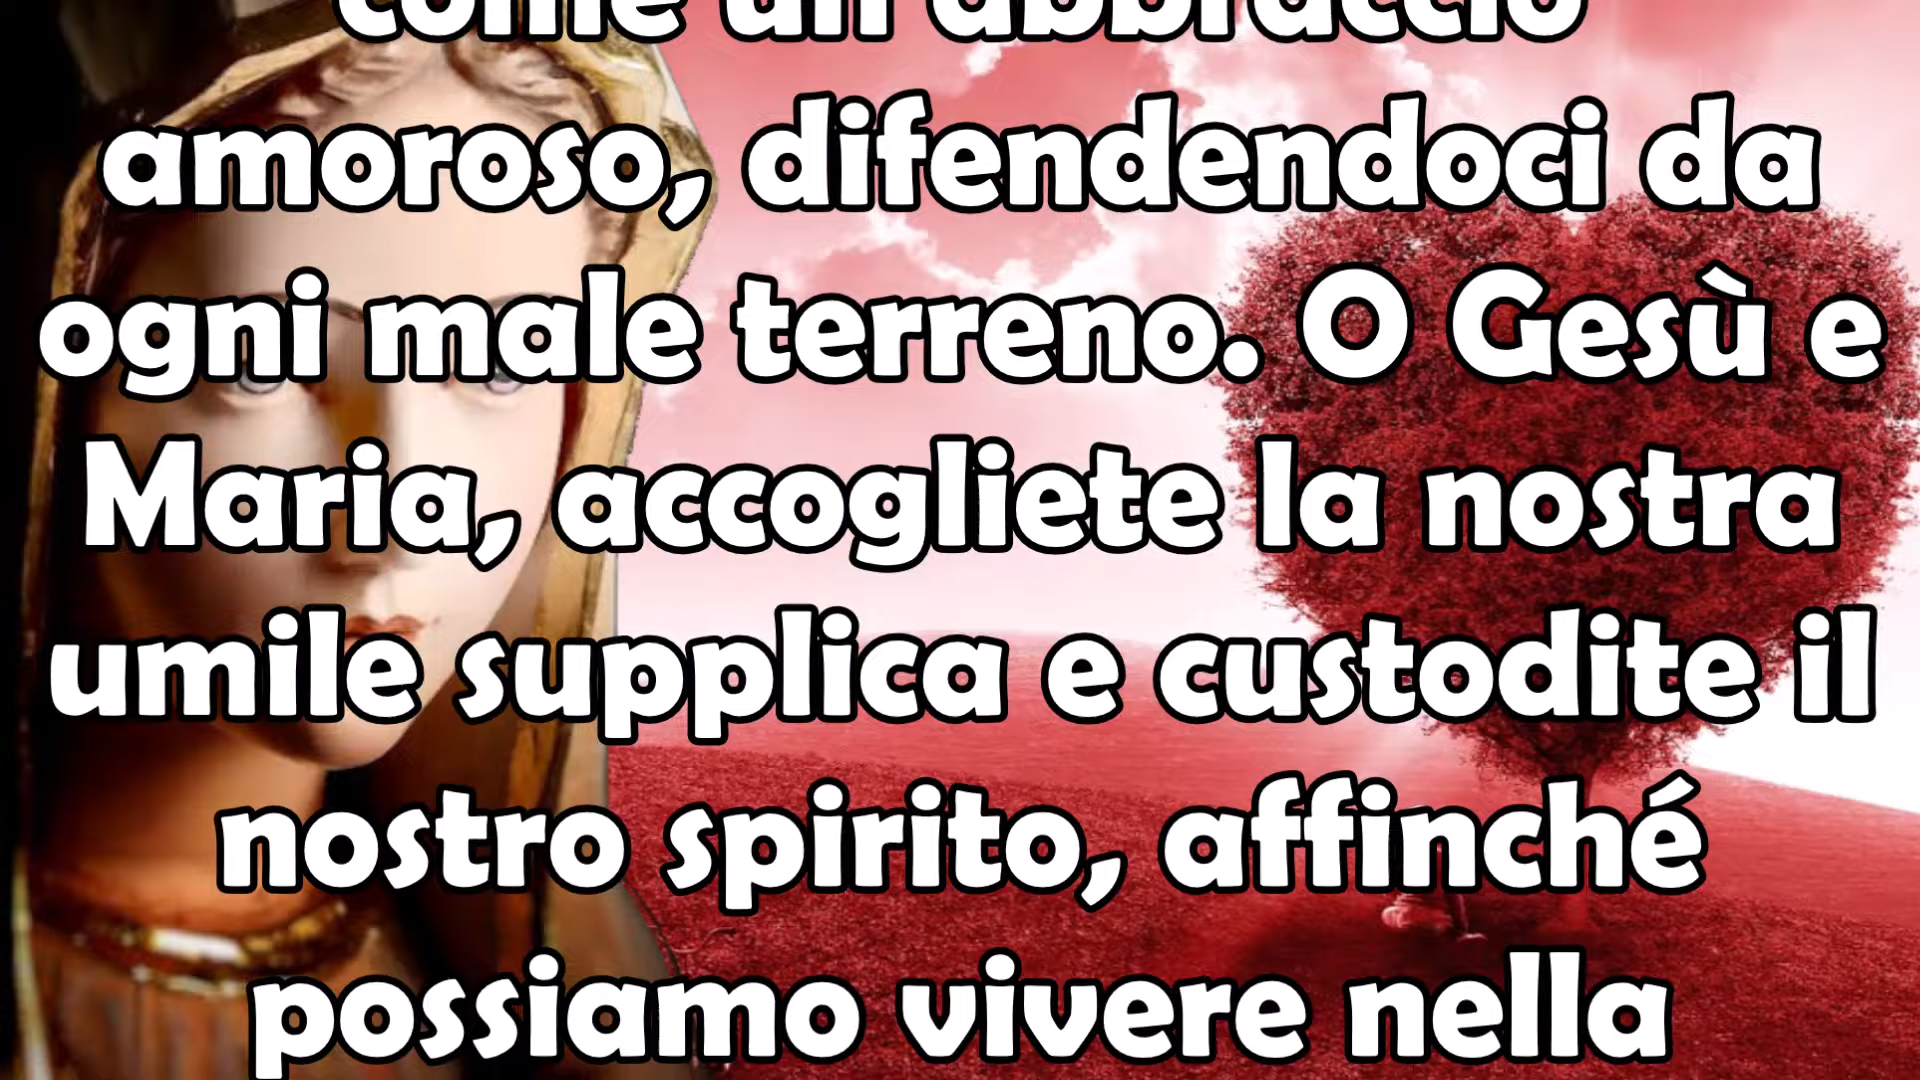 come un abbraccio
amoroso, difendendoci da
ogni male terreno. O Gesù e
Maria, accogliete la nostra
umile supplica e custodite il
nostro spirito, affinché
possiamo vivere nella